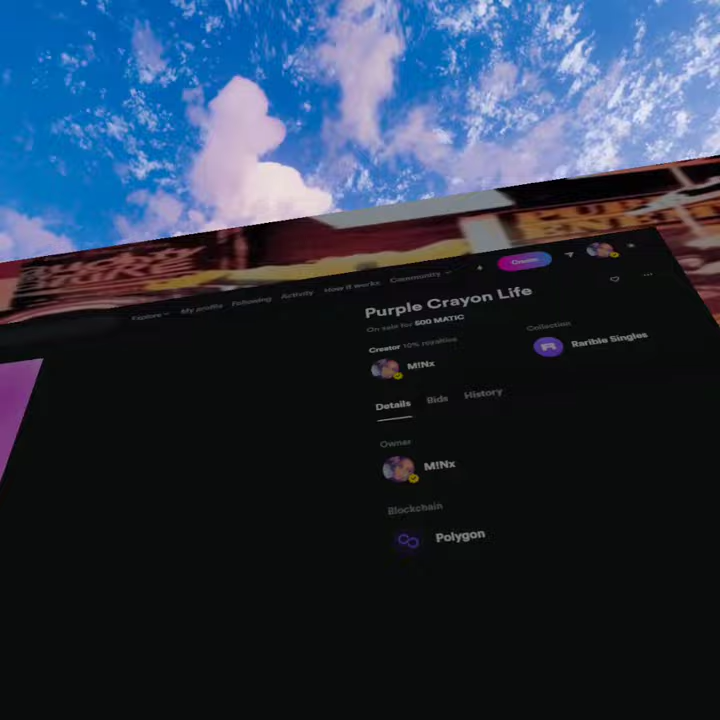 Explore My profile Following Activity How it works Community Create
Purple Crayon Life
On sale for 500 MATIC
Creator 10% royalties
M!Nx
Collection
Rarible Singles
Details Bids History
Owner
M!Nx
Blockchain
Polygon